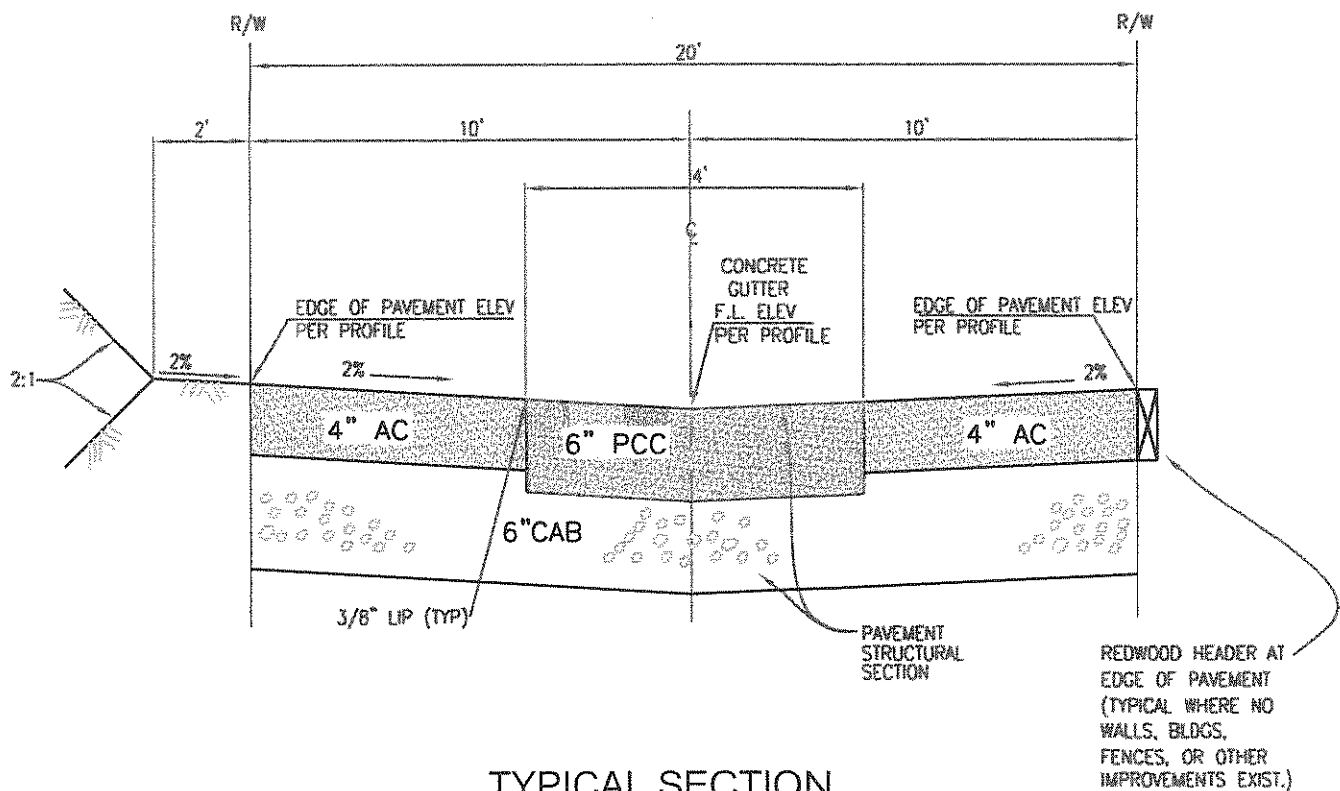 R/W
R/W
20'
2'
10'
10'
4'
℄
CONCRETE
GUTTER
F.L. ELEV
PER PROFILE
EDGE OF PAVEMENT ELEV
PER PROFILE
EDGE OF PAVEMENT ELEV
PER PROFILE
2:1
2%
2%
2%
4" AC
6" PCC
4" AC
6"CAB
3/8" LIP (TYP)
PAVEMENT
STRUCTURAL
SECTION
REDWOOD HEADER AT
EDGE OF PAVEMENT
(TYPICAL WHERE NO
WALLS, BLDGS,
FENCES, OR OTHER
IMPROVEMENTS EXIST.)
TYPICAL SECTION